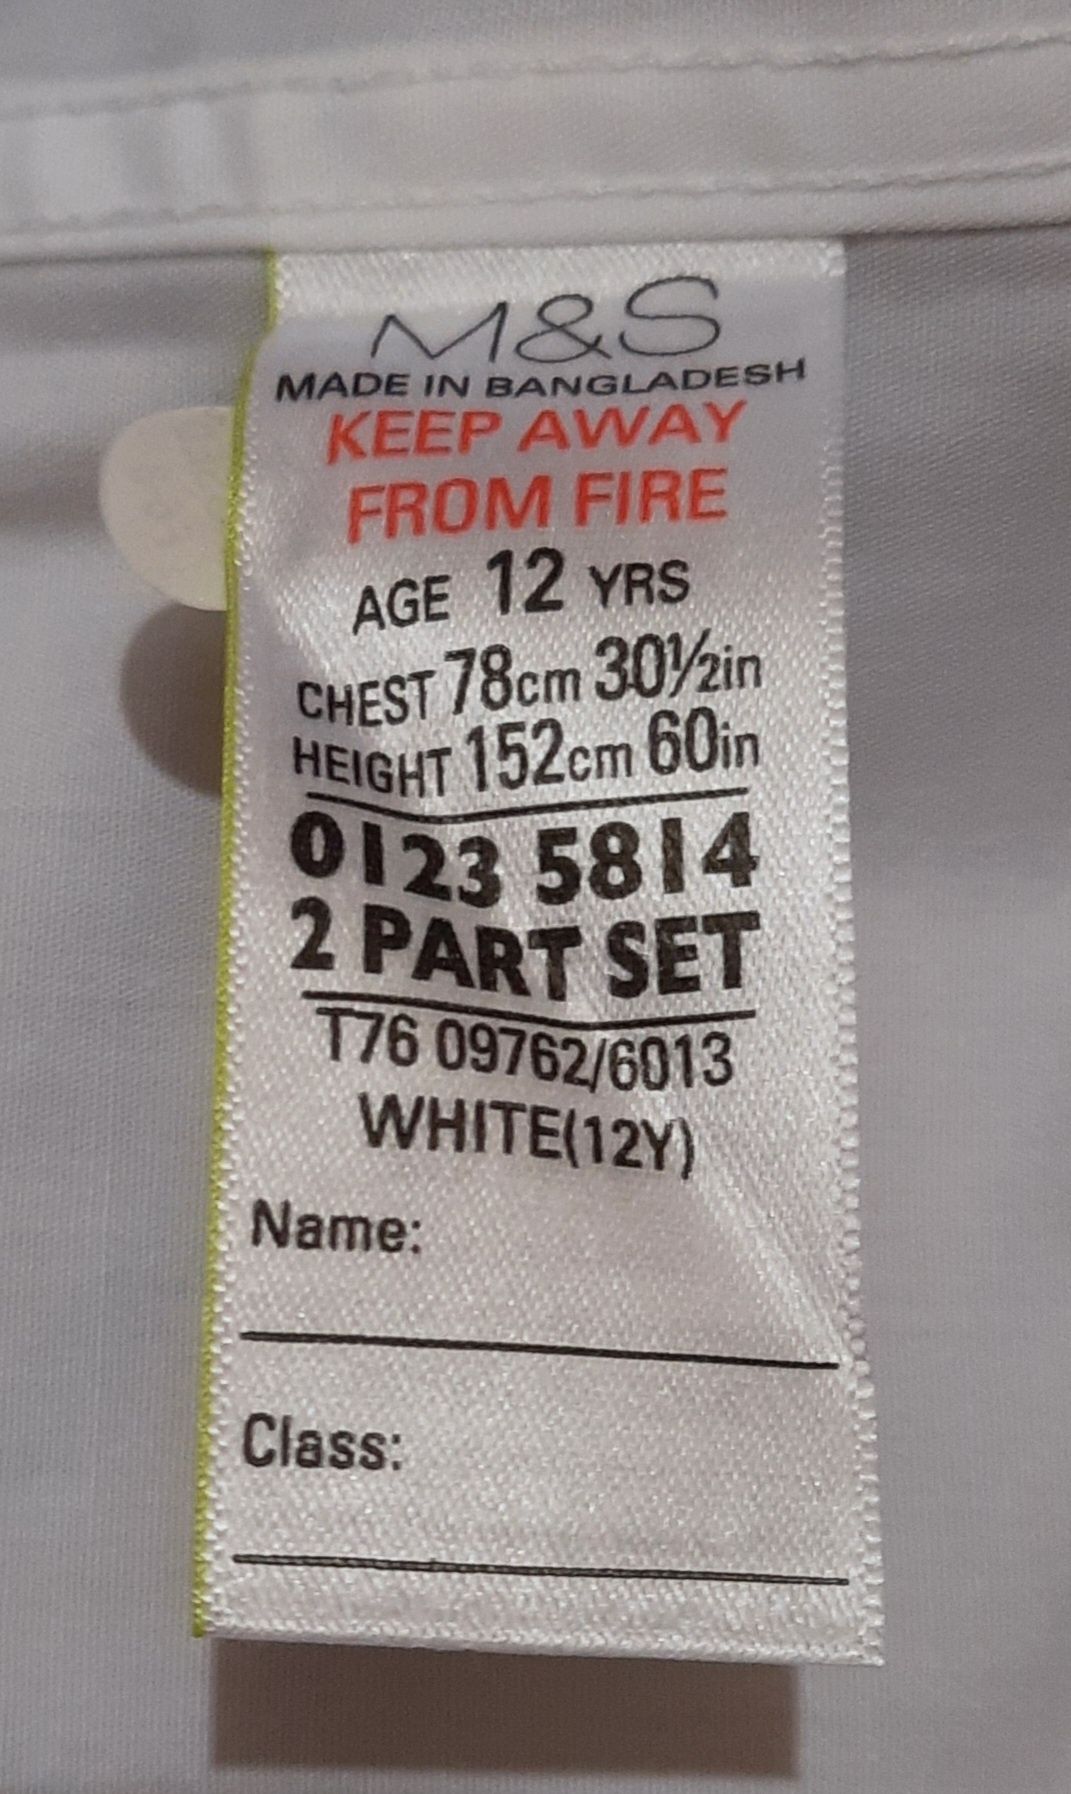 M&S
MADE IN BANGLADESH
KEEP AWAY
FROM FIRE
AGE 12 YRS
CHEST 78cm 30½in
HEIGHT 152cm 60in
0123 5814
2 PART SET
T76 09762/6013
WHITE(12Y)
Name:
Class: